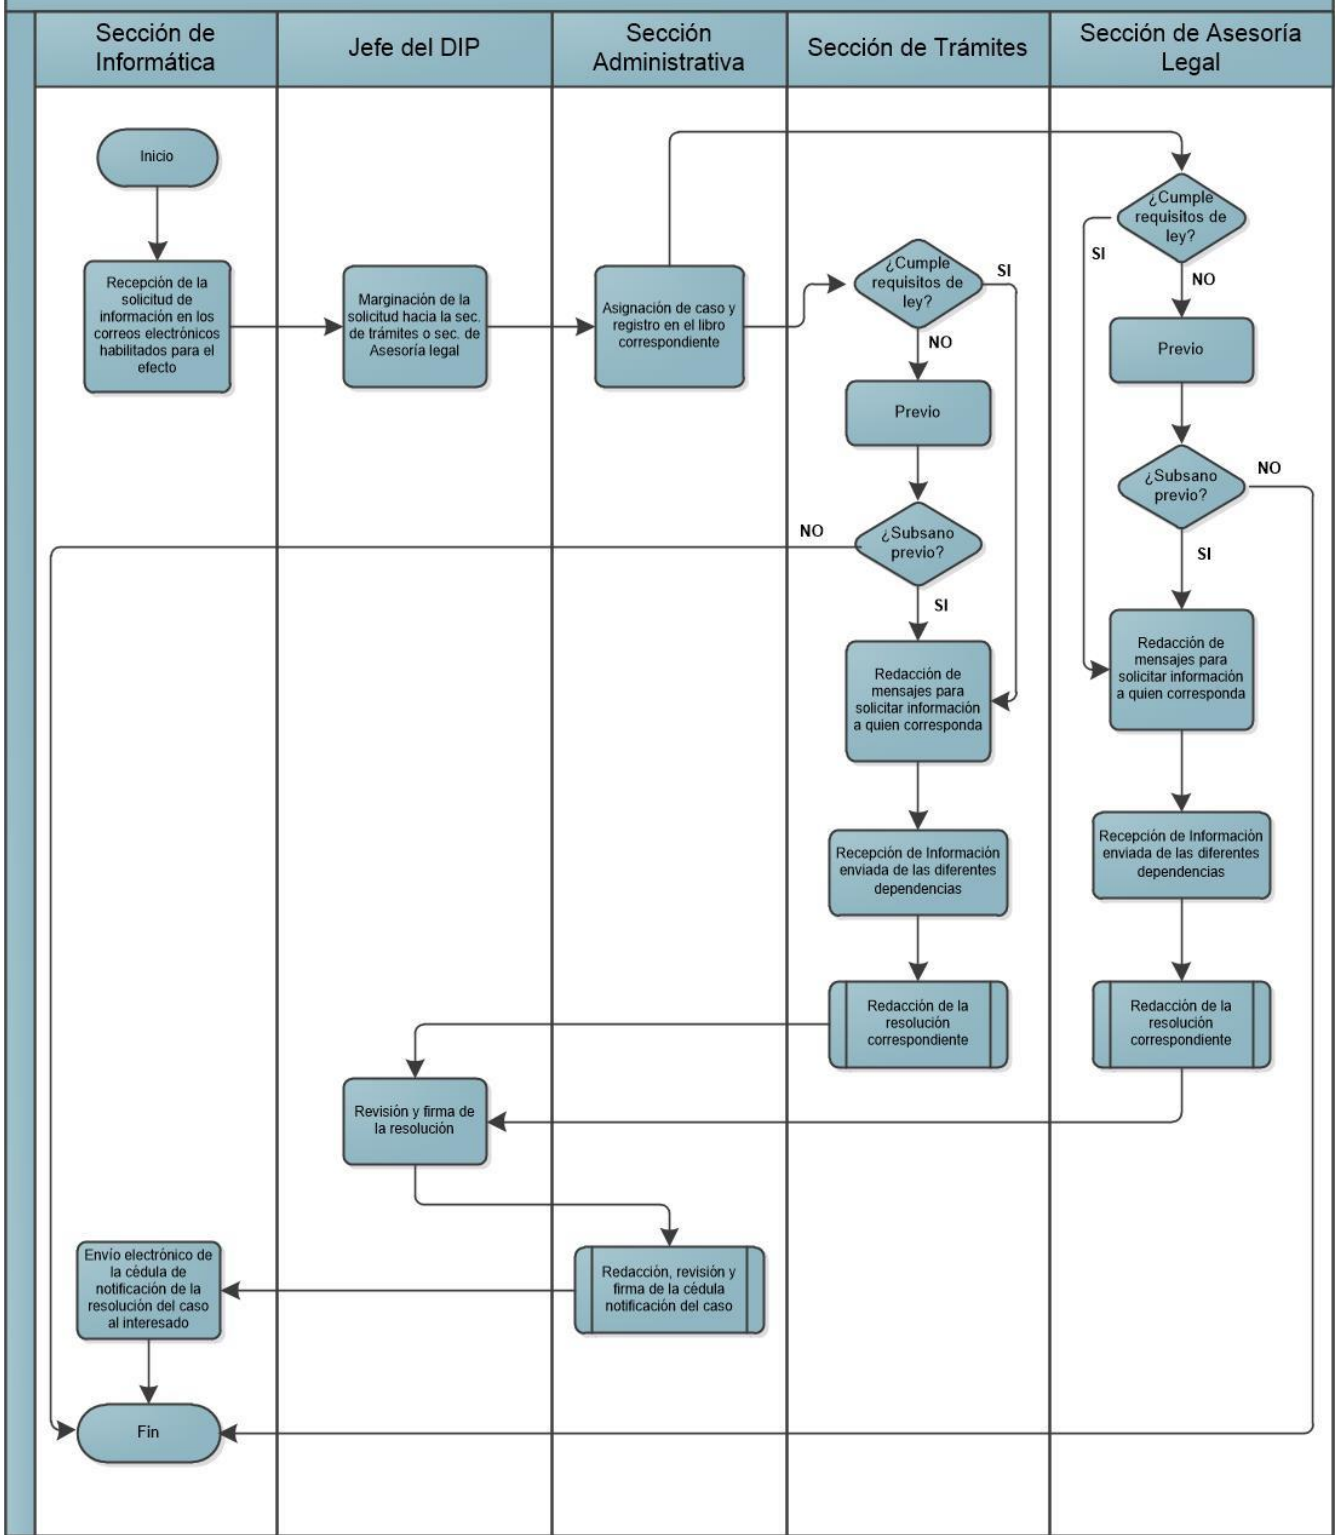 Sección de
Informática
Jefe del DIP
Sección
Administrativa
Sección de Trámites
Sección de Asesoría
Legal
Inicio
Recepción de la
solicitud de
información en los
correos electrónicos
habilitados para el
efecto
Marginación de la
solicitud hacia la sec.
de trámites o sec. de
Asesoría legal
Asignación de caso y
registro en el libro
correspondiente
¿Cumple
requisitos de
ley?
SI
NO
Previo
¿Subsano
previo?
NO
SI
Redacción de
mensajes para
solicitar información
a quien corresponda
Recepción de Información
enviada de las diferentes
dependencias
Redacción de la
resolución
correspondiente
¿Cumple
requisitos de
ley?
SI
NO
Previo
¿Subsano
previo?
NO
SI
Redacción de
mensajes para
solicitar información
a quien corresponda
Recepción de Información
enviada de las diferentes
dependencias
Redacción de la
resolución
correspondiente
Revisión y firma de
la resolución
Redacción, revisión y
firma de la cédula
notificación del caso
Envío electrónico de
la cédula de
notificación de la
resolución del caso
al interesado
Fin